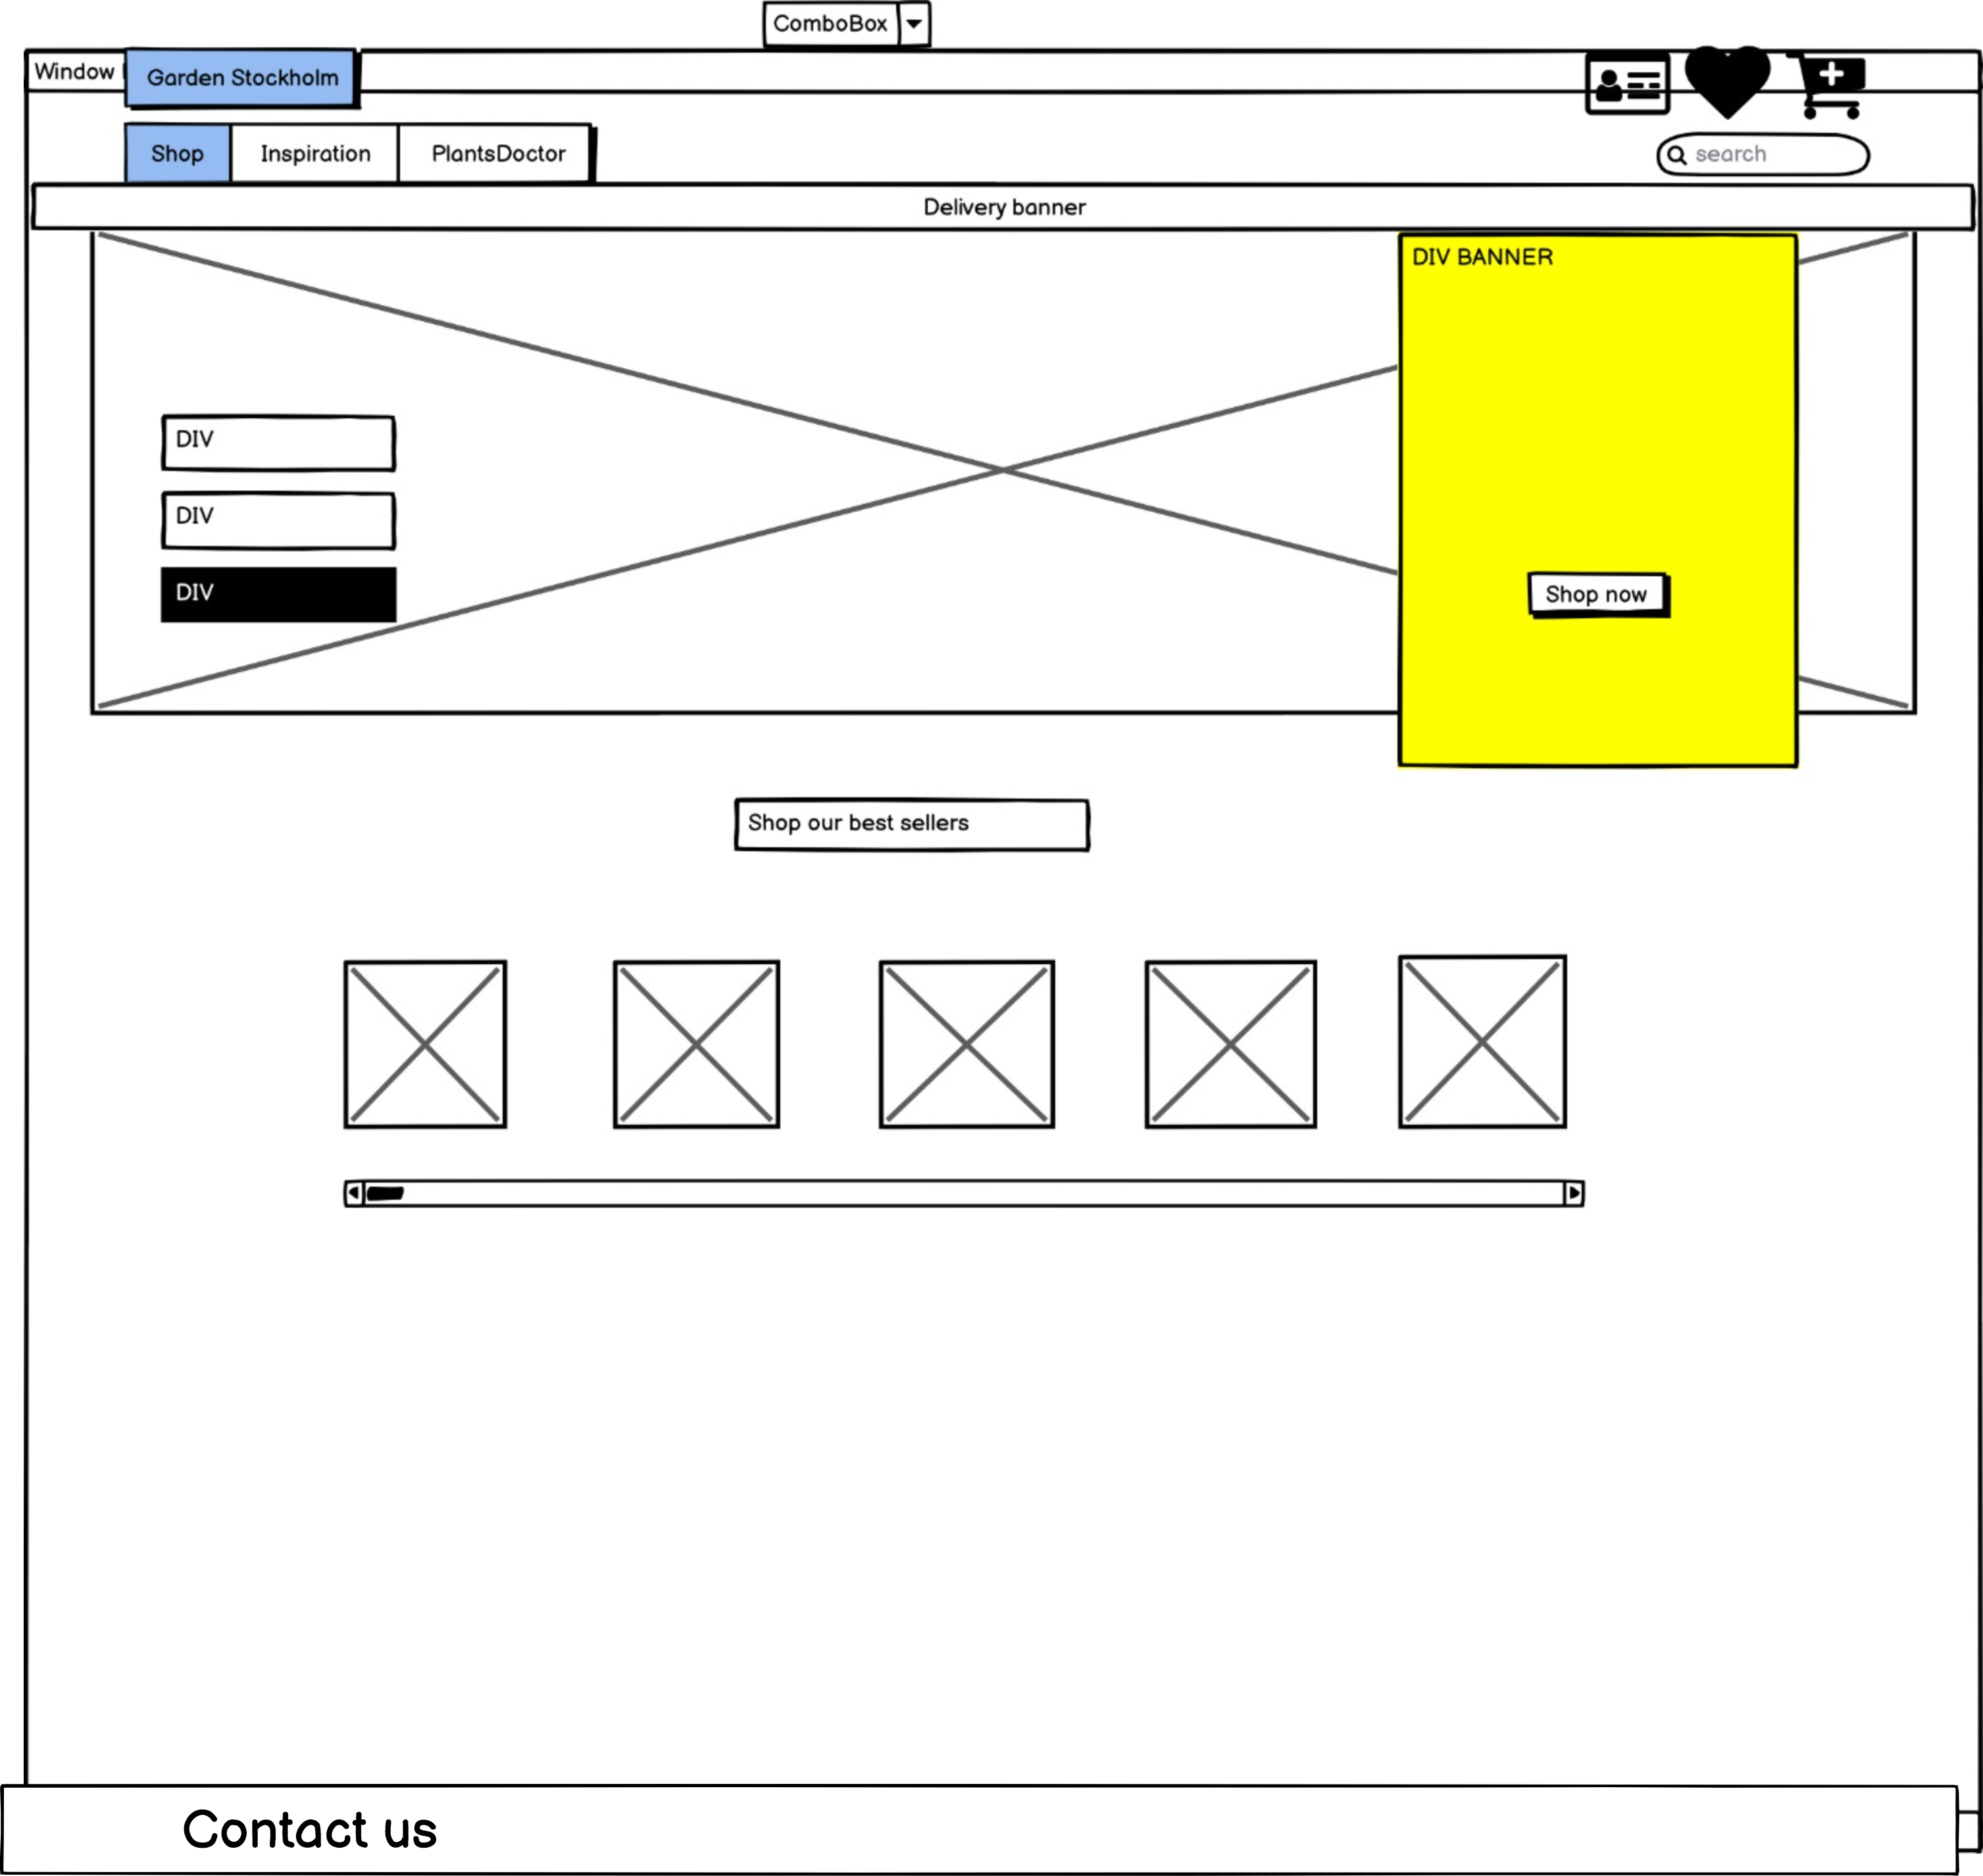 ComboBox
Window
Garden Stockholm
Shop
Inspiration
PlantsDoctor
search
Delivery banner
DIV BANNER
DIV
DIV
DIV
Shop now
Shop our best sellers
Contact us